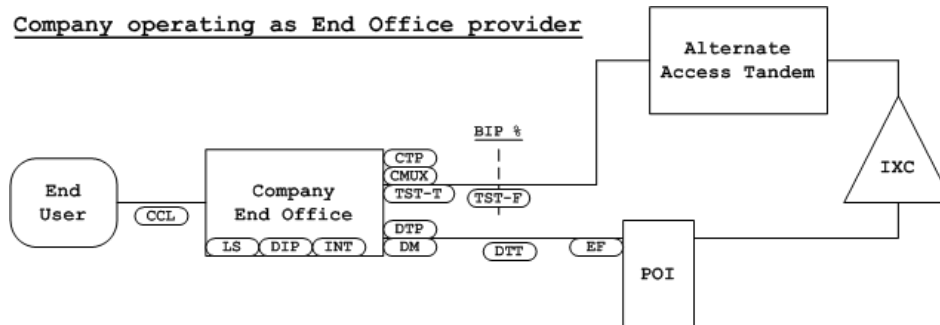 Company operating as End Office provider
Alternate
Access Tandem
BIP %
CTP
CMUX
TST-T
TST-F
IXC
End
User
CCL
Company
End Office
LS
DIP
INT
DTP
DM
DTT
EF
POI